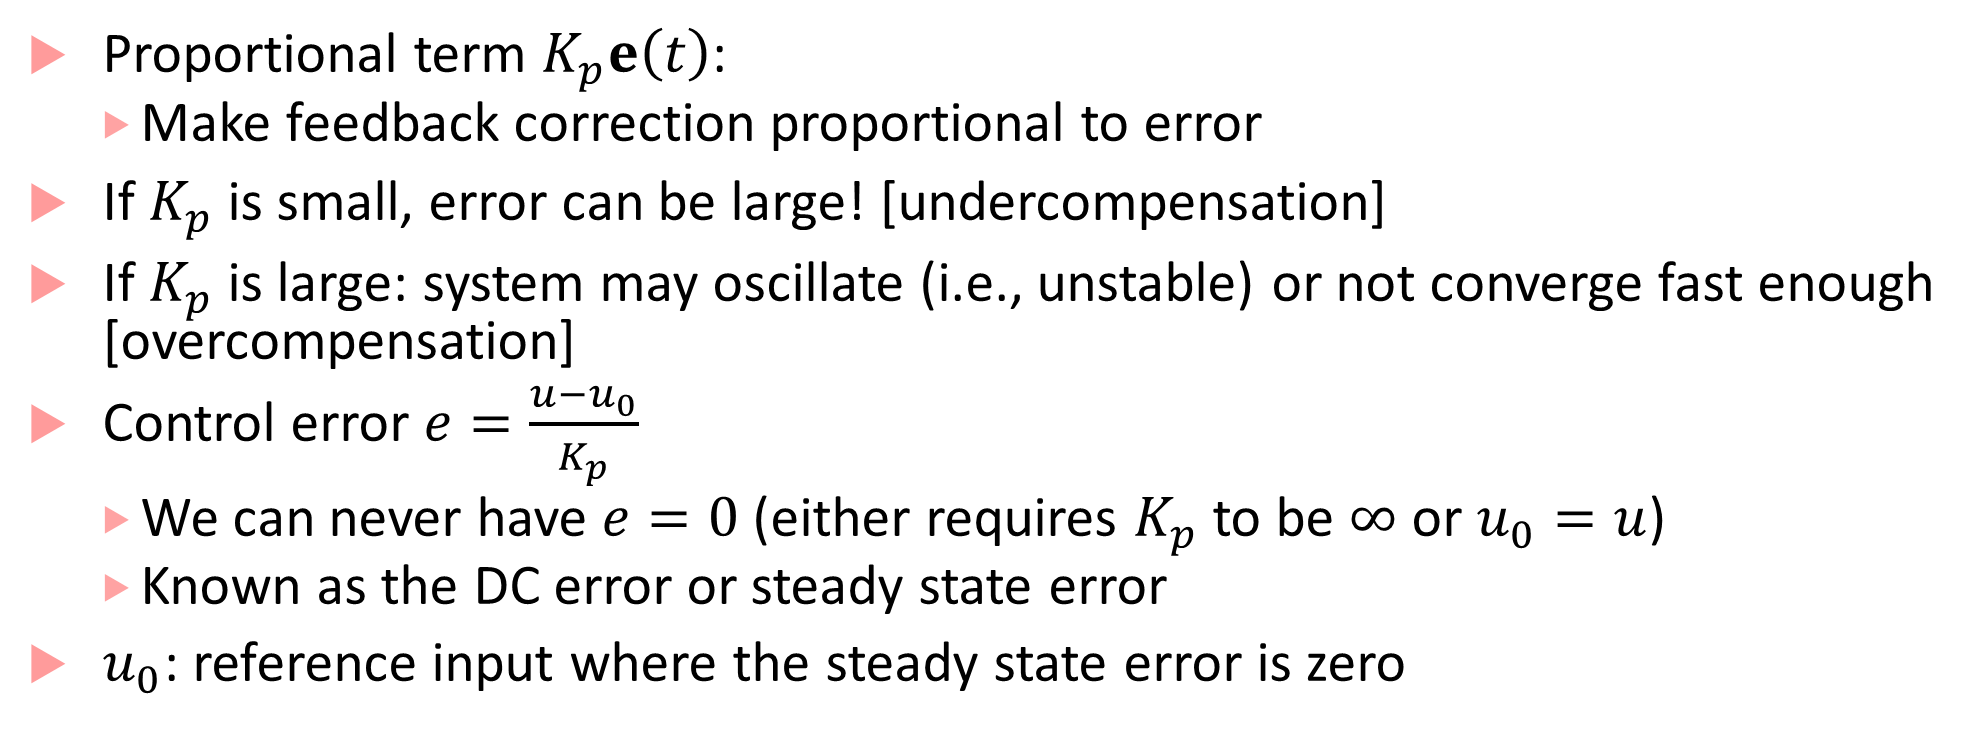 Proportional term K_p e(t):
Make feedback correction proportional to error
If K_p is small, error can be large! [undercompensation]
If K_p is large: system may oscillate (i.e., unstable) or not converge fast enough
[overcompensation]
Control error e = \frac{u-u_0}{K_p}
We can never have e = 0 (either requires K_p to be ∞ or u_0 = u)
Known as the DC error or steady state error
u_0: reference input where the steady state error is zero